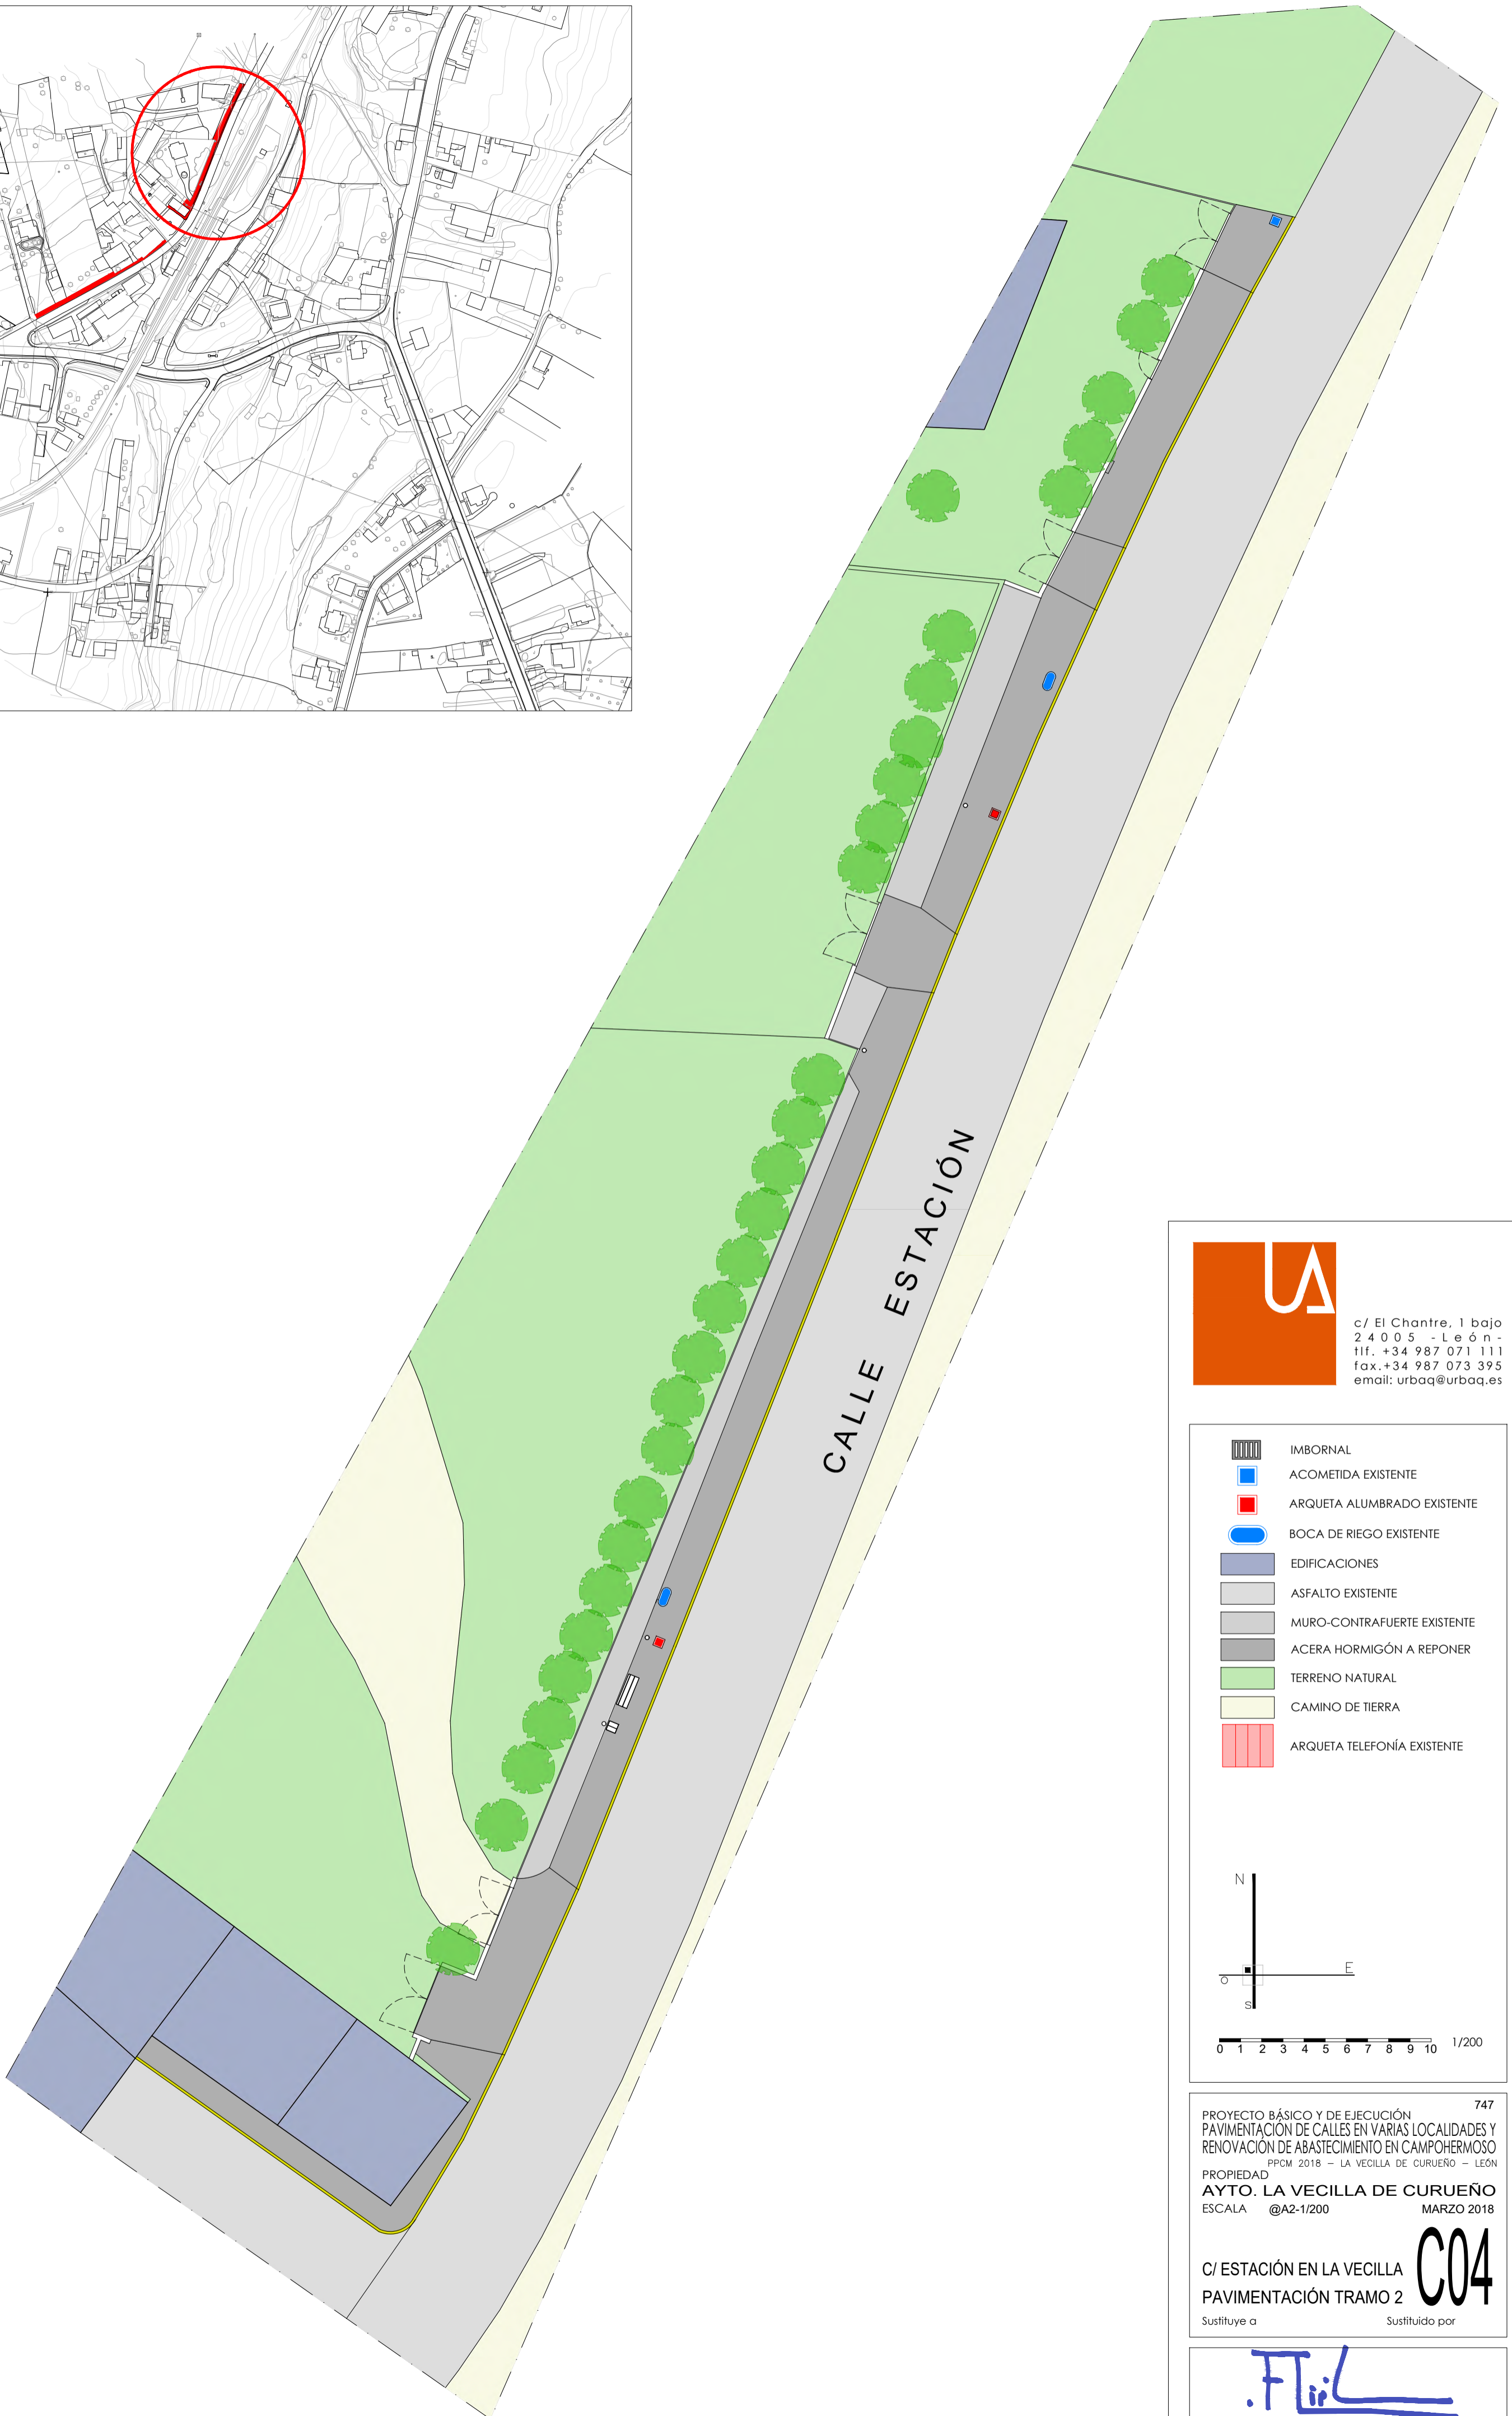 CALLE ESTACIÓN
UA
c/ El Chantre, 1 bajo
24005 -León-
tlf. +34 987 071 111
fax.+34 987 073 395
email: urbaq@urbaq.es
IMBORNAL
ACOMETIDA EXISTENTE
ARQUETA ALUMBRADO EXISTENTE
BOCA DE RIEGO EXISTENTE
EDIFICACIONES
ASFALTO EXISTENTE
MURO-CONTRAFUERTE EXISTENTE
ACERA HORMIGÓN A REPONER
TERRENO NATURAL
CAMINO DE TIERRA
ARQUETA TELEFONÍA EXISTENTE
N
O E
S
0 1 2 3 4 5 6 7 8 9 10 1/200
747
PROYECTO BÁSICO Y DE EJECUCIÓN
PAVIMENTACIÓN DE CALLES EN VARIAS LOCALIDADES Y
RENOVACIÓN DE ABASTECIMIENTO EN CAMPOHERMOSO
PPCM 2018 – LA VECILLA DE CURUEÑO – LEÓN
PROPIEDAD
AYTO. LA VECILLA DE CURUEÑO
ESCALA @A2-1/200 MARZO 2018
C/ ESTACIÓN EN LA VECILLA
PAVIMENTACIÓN TRAMO 2
C04
Sustituye a Sustituido por